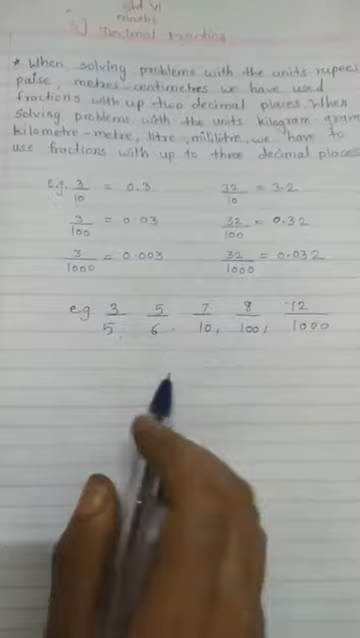 Std VI
maths
5] Decimal Fraction
* When solving problems with the units rupees
paise, metres-centimetres we have used
fractions with up two decimal places. When
solving problems with the units kilogram-gram
kilometre-metre, litre, mililitre, we have to
use fractions with up to three decimal places
E.g. 3/10 = 0.3 32/10 = 3.2
3/100 = 0.03 32/100 = 0.32
3/1000 = 0.003 32/1000 = 0.032
eg 3/5 5/6, 7/10, 8/100, 12/1000